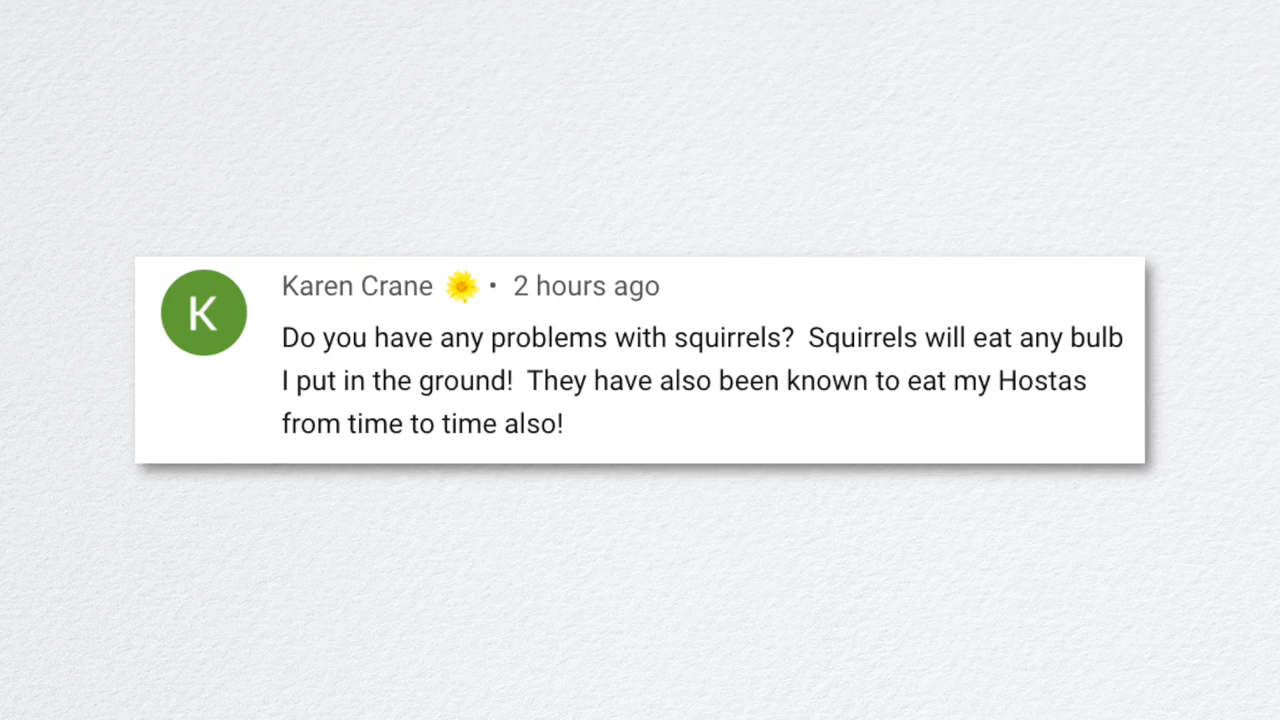 K
Karen Crane 🌼 • 2 hours ago
Do you have any problems with squirrels?  Squirrels will eat any bulb
I put in the ground!  They have also been known to eat my Hostas
from time to time also!